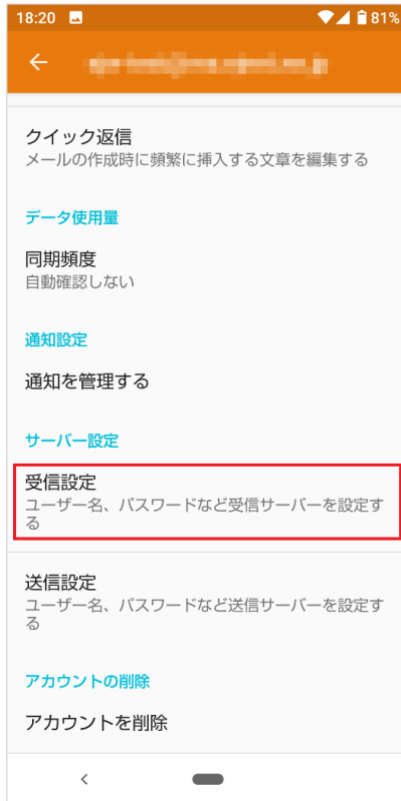 18:20 81%
クイック返信
メールの作成時に頻繁に挿入する文章を編集する
データ使用量
同期頻度
自動確認しない
通知設定
通知を管理する
サーバー設定
受信設定
ユーザー名、パスワードなど受信サーバーを設定す
る
送信設定
ユーザー名、パスワードなど送信サーバーを設定す
る
アカウントの削除
アカウントを削除